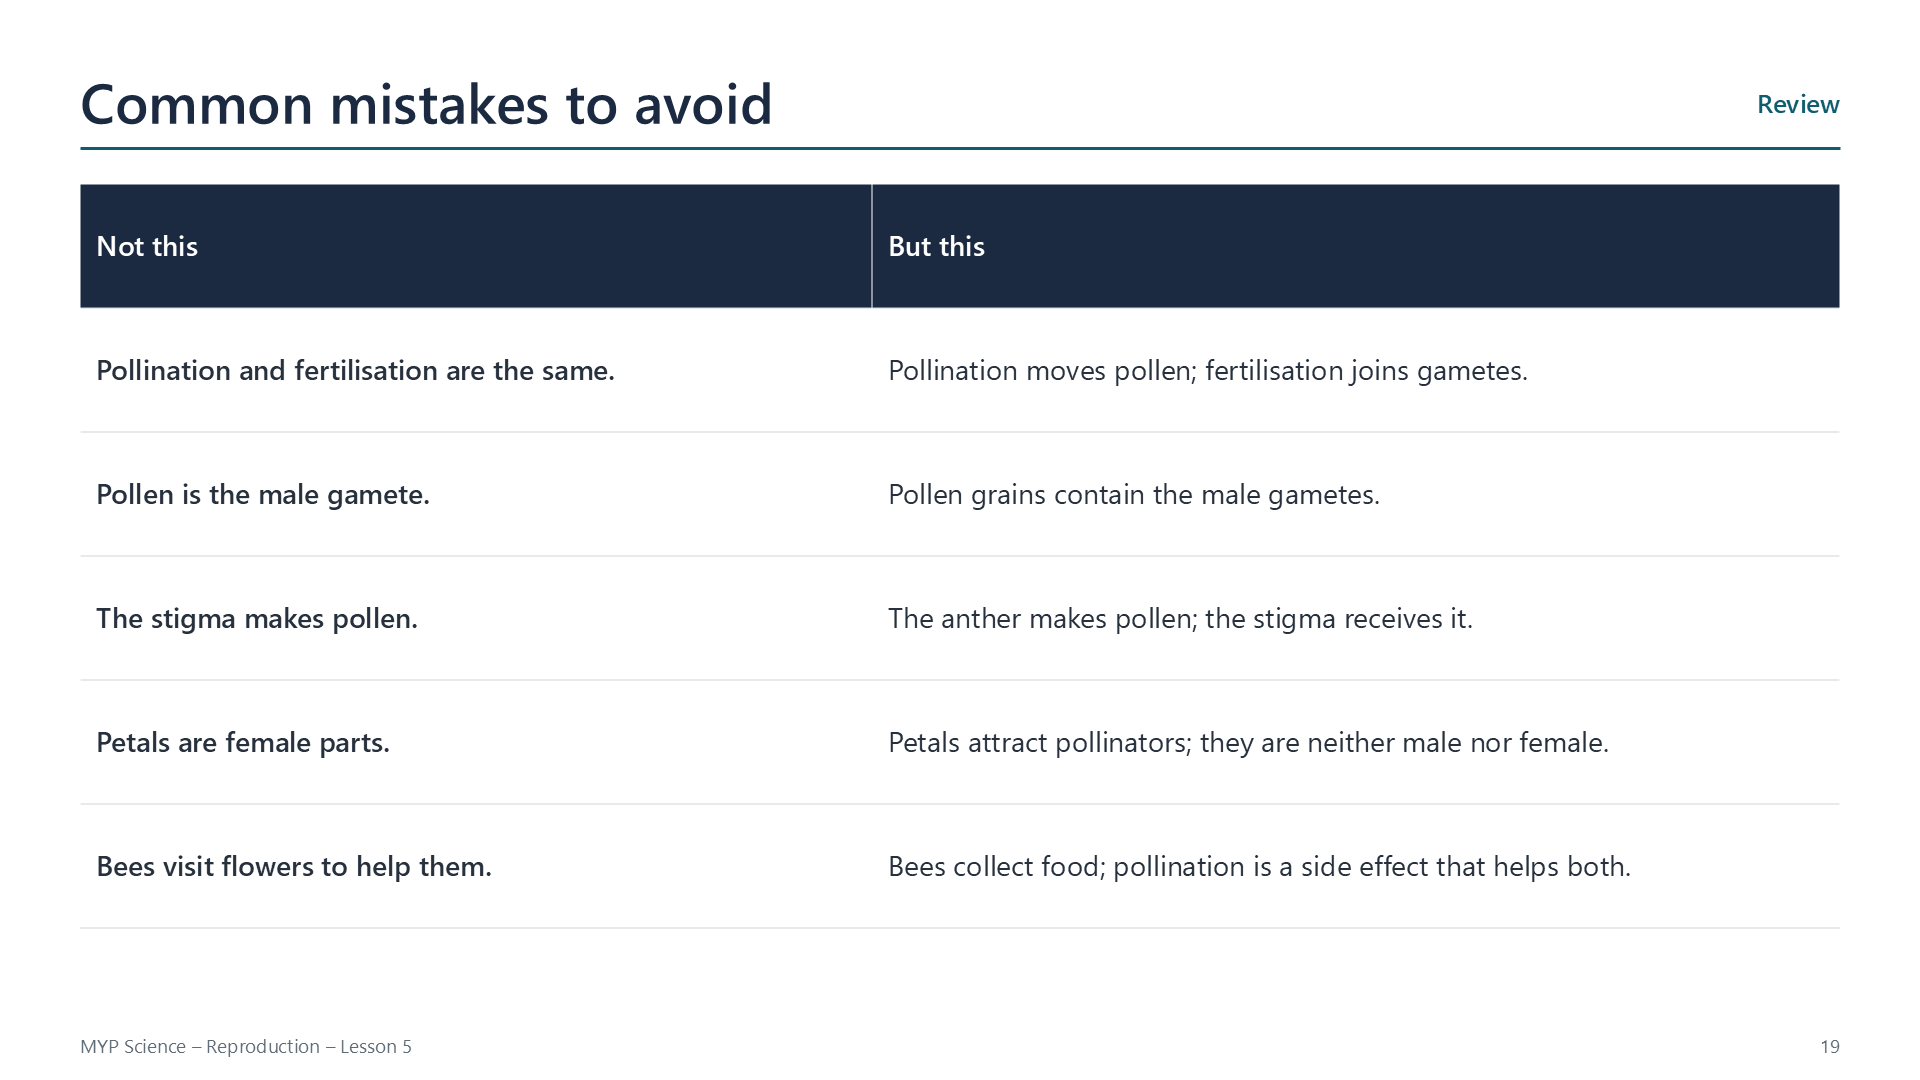 Common mistakes to avoid
Review
Not this
But this
Pollination and fertilisation are the same.
Pollination moves pollen; fertilisation joins gametes.
Pollen is the male gamete.
Pollen grains contain the male gametes.
The stigma makes pollen.
The anther makes pollen; the stigma receives it.
Petals are female parts.
Petals attract pollinators; they are neither male nor female.
Bees visit flowers to help them.
Bees collect food; pollination is a side effect that helps both.
MYP Science – Reproduction – Lesson 5
19